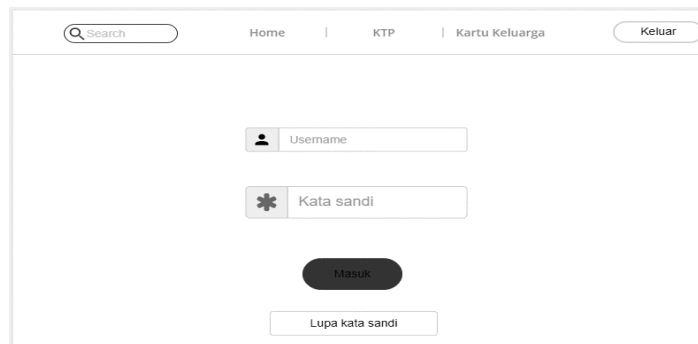 Search Home | KTP | Kartu Keluarga Keluar
Username
Kata sandi
Masuk
Lupa kata sandi